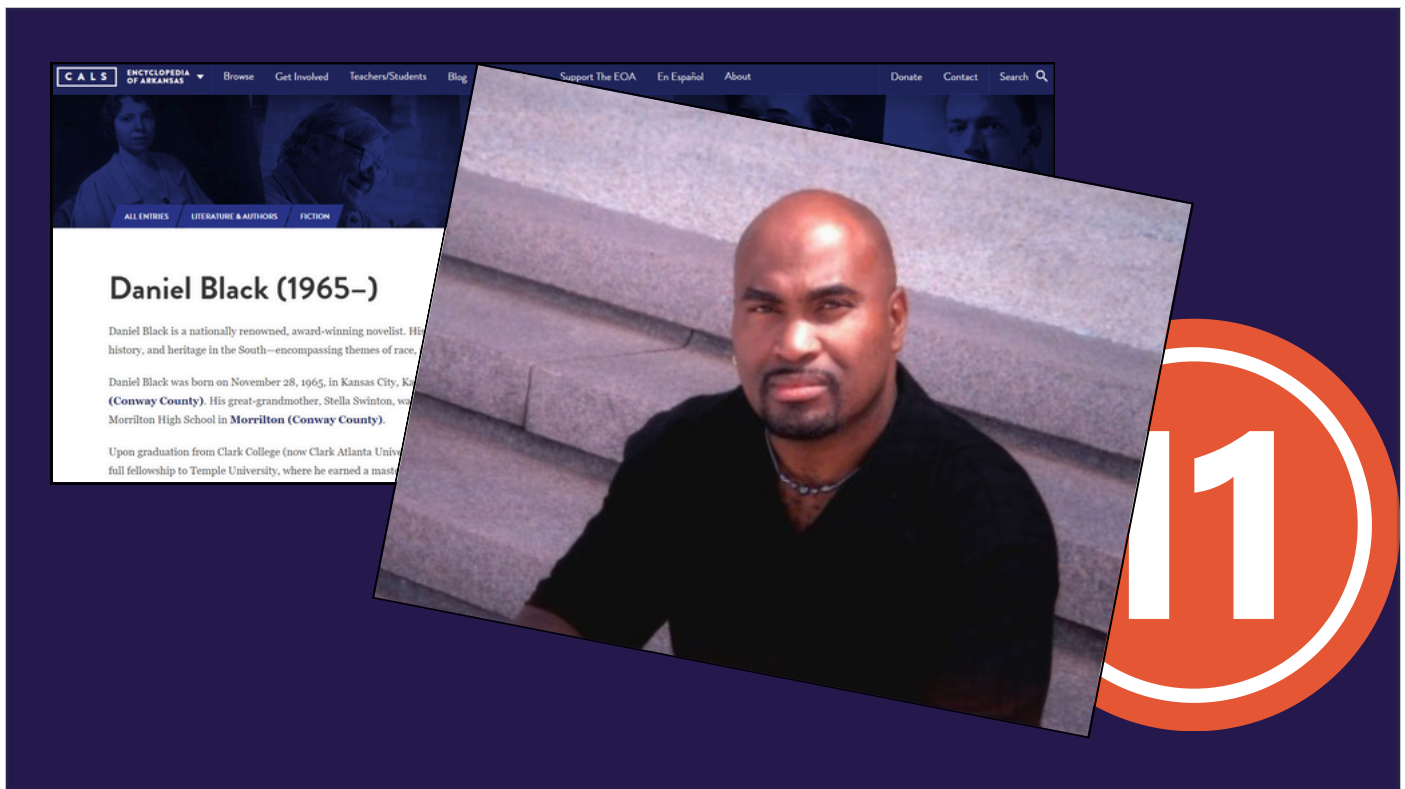 CALS ENCYCLOPEDIA OF ARKANSAS Browse Get Involved Teachers/Students Blog Support The EOA En Español About Donate Contact Search
ALL ENTRIES LITERATURE & AUTHORS FICTION
Daniel Black (1965–)
Daniel Black is a nationally renowned, award-winning novelist. His
history, and heritage in the South—encompassing themes of race,
Daniel Black was born on November 28, 1965, in Kansas City,
(Conway County). His great-grandmother, Stella Swinton,
Morrilton High School in Morrilton (Conway County).
Upon graduation from Clark College (now Clark Atlanta
full fellowship to Temple University, where he earned a
11